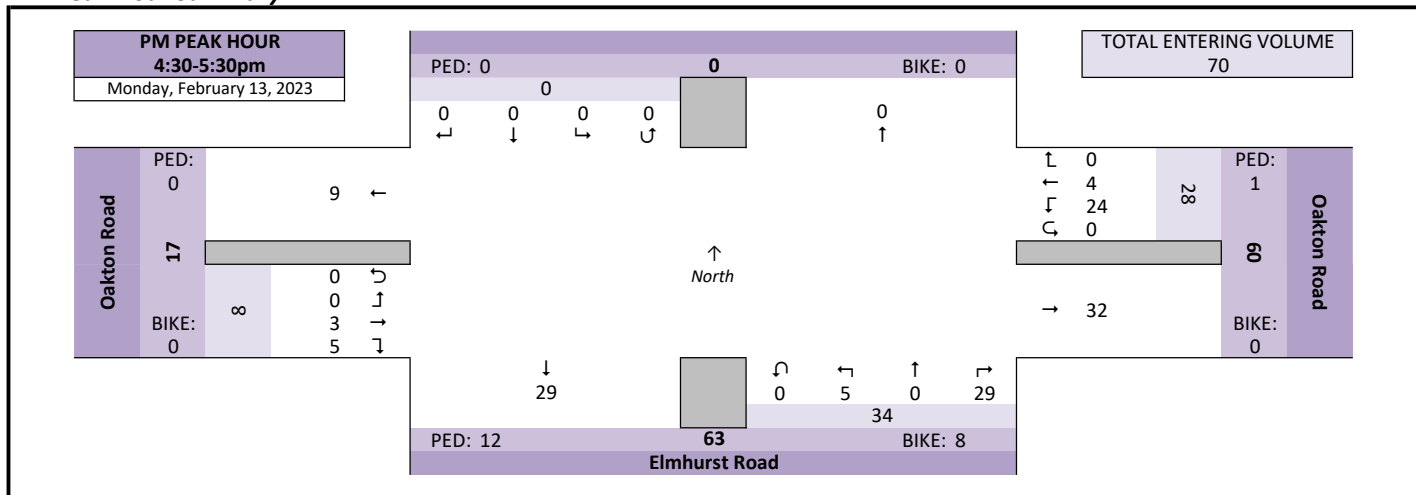 PM PEAK HOUR
4:30-5:30pm
Monday, February 13, 2023
TOTAL ENTERING VOLUME
70
PED: 0 0 BIKE: 0
0
0 0 0 0 0
↵ ↓ ↳ ↺ ↑
Oakton Road
PED:
0
17
BIKE:
0
9 ←
8
0 ⮌
0 ⬏
3 →
5 ↴
↑
North
↑ 0
← 4
↓ 24
⮎ 0
28
→ 32
PED:
1
60
BIKE:
0
Oakton Road
↓
29
↶ ↰ ↑ ↱
0 5 0 29
34
PED: 12 63 BIKE: 8
Elmhurst Road